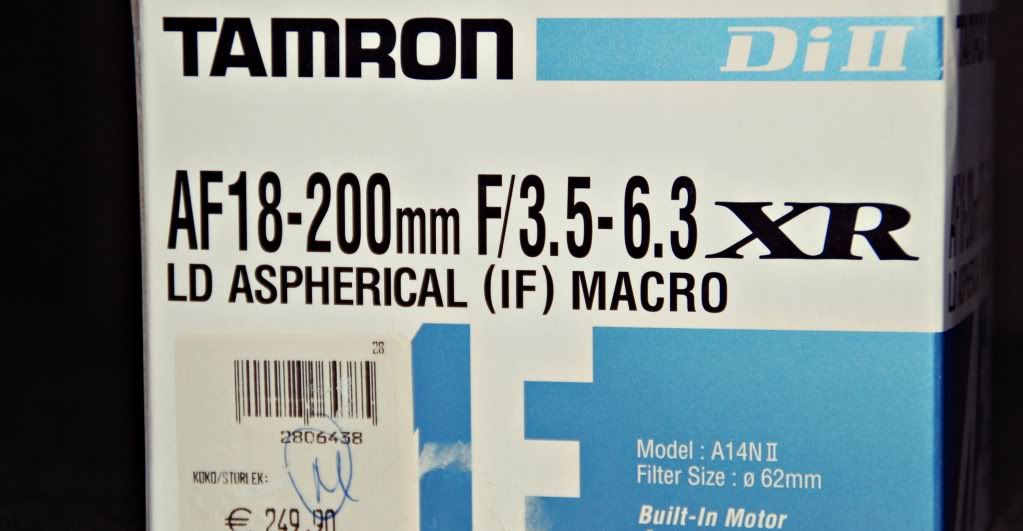 TAMRON Di II
AF18-200mm F/3.5-6.3 XR
LD ASPHERICAL (IF) MACRO
28
2806438
KOKO/STORLEK:
€ 249,90
Model : A14N II
Filter Size : ø 62mm
Built-In Motor